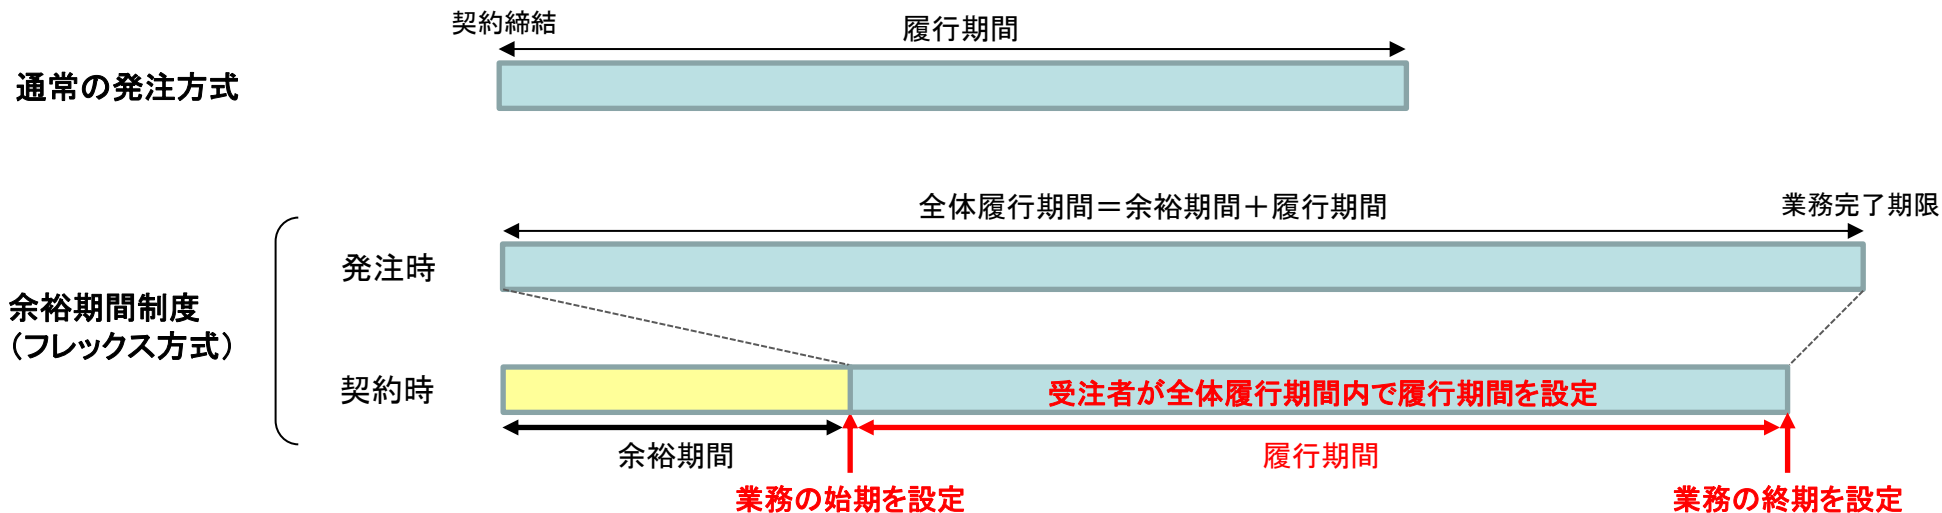 契約締結
履行期間
通常の発注方式
全体履行期間＝余裕期間＋履行期間
業務完了期限
発注時
余裕期間制度
（フレックス方式）
契約時
受注者が全体履行期間内で履行期間を設定
余裕期間
履行期間
業務の始期を設定
業務の終期を設定